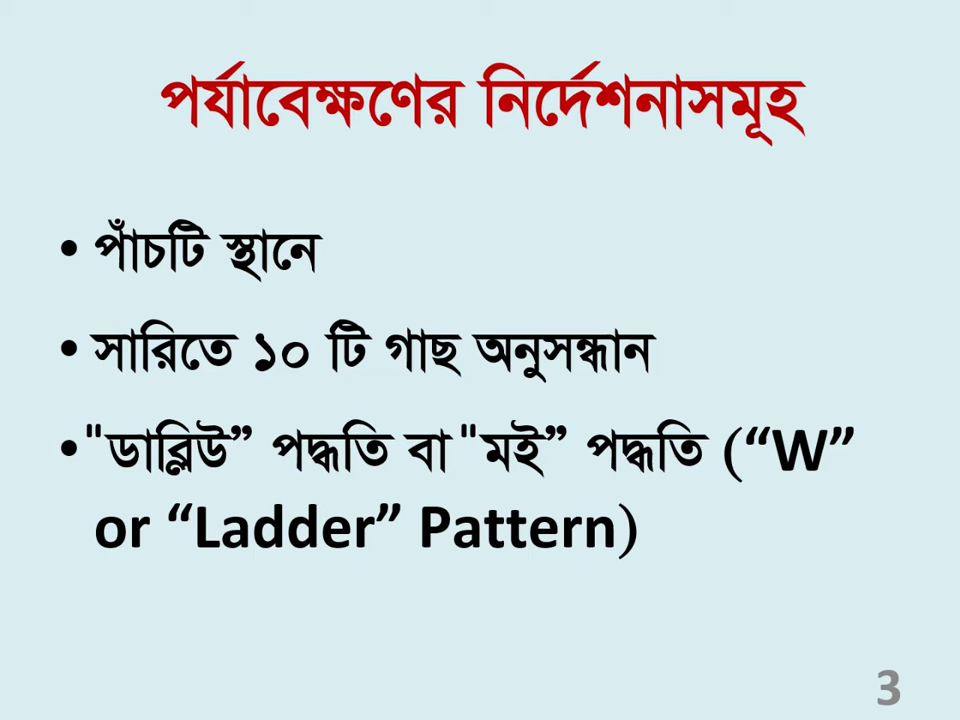 পর্যাবেক্ষণের নির্দেশনাসমূহ
• পাঁচটি স্থানে
• সারিতে ১০ টি গাছ অনুসন্ধান
• "ডাব্লিউ” পদ্ধতি বা "মই” পদ্ধতি (“W”
or “Ladder” Pattern)
3